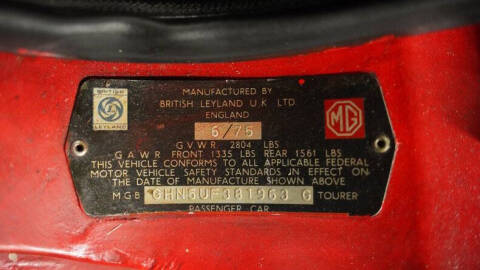 MANUFACTURED BY
BRITISH LEYLAND U.K LTD.
ENGLAND
BRITISH
LEYLAND
6/75
MG
G V W R 2804 LBS
G A W R FRONT 1335 LBS REAR 1561 LBS
THIS VEHICLE CONFORMS TO ALL APPLICABLE FEDERAL
MOTOR VEHICLE SAFETY STANDARDS IN EFFECT ON
THE DATE OF MANUFACTURE SHOWN ABOVE
MGB GHN5UF381963 G TOURER
PASSENGER CAR